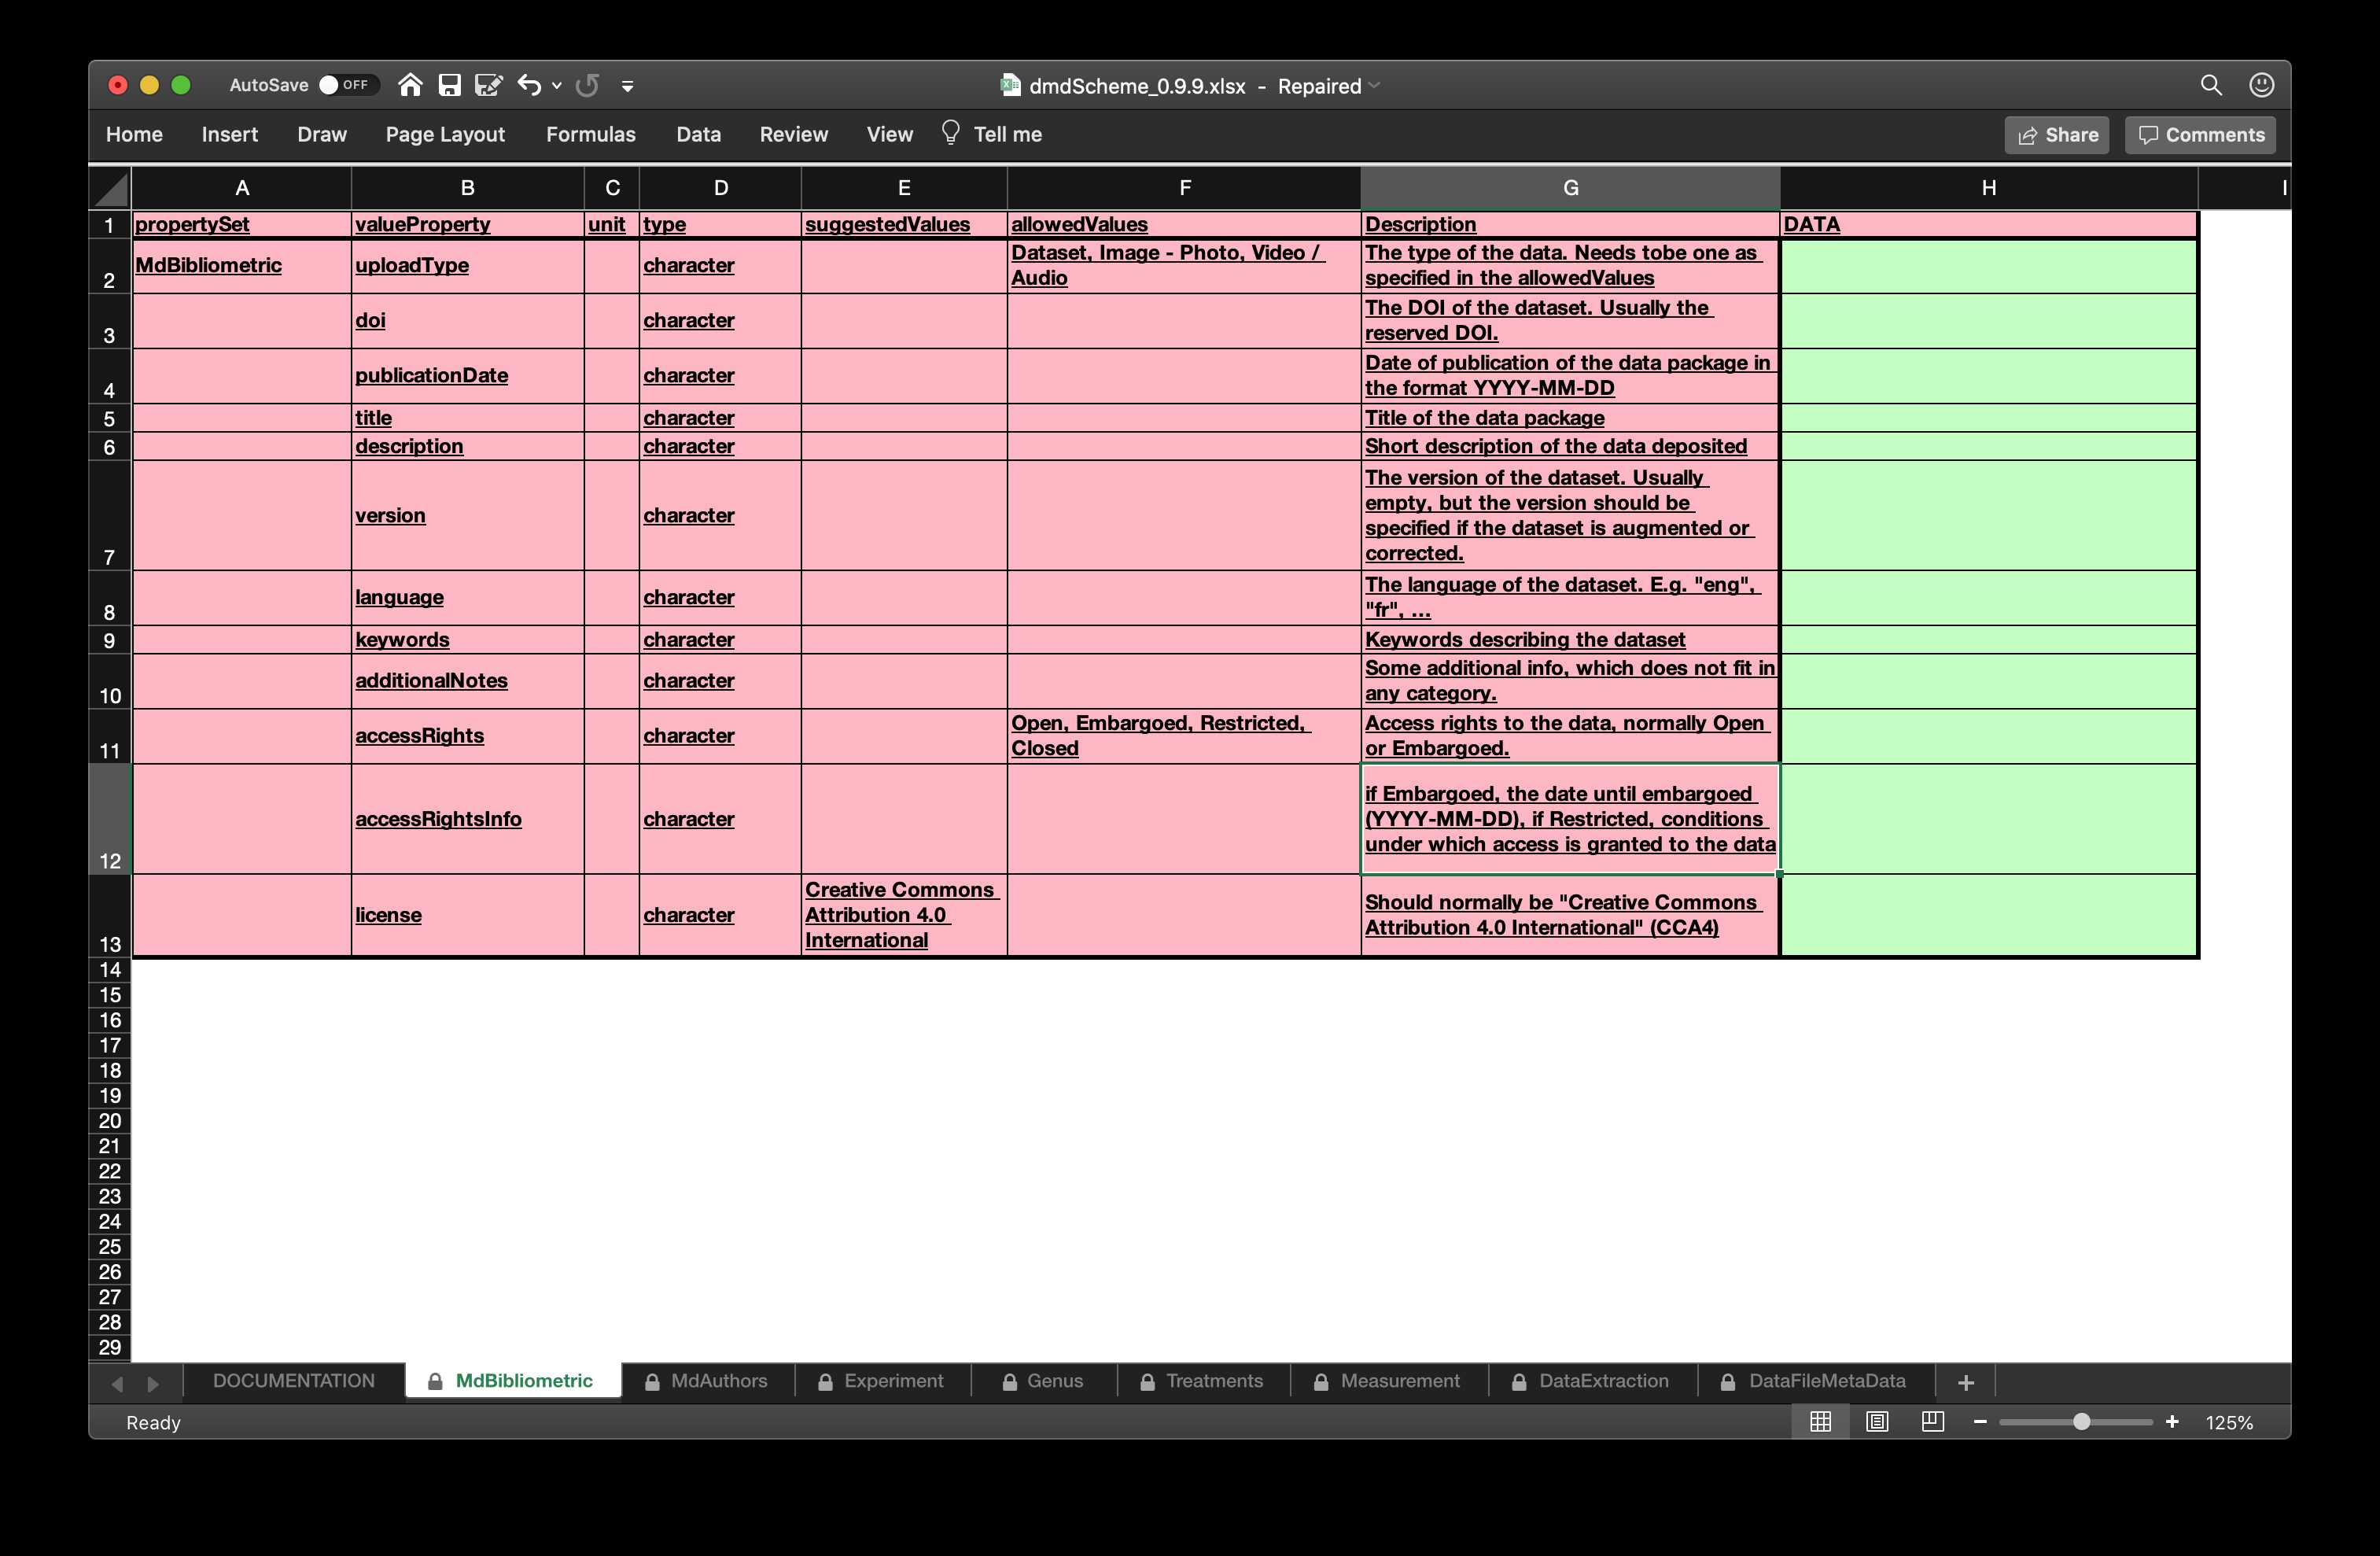 AutoSave OFF dmdScheme_0.9.9.xlsx - Repaired
Home Insert Draw Page Layout Formulas Data Review View Tell me Share Comments
A B C D E F G H I
1 propertySet valueProperty unit type suggestedValues allowedValues Description DATA
2 MdBibliometric uploadType character Dataset, Image - Photo, Video /
Audio
The type of the data. Needs tobe one as
specified in the allowedValues
3 doi character The DOI of the dataset. Usually the
reserved DOI.
4 publicationDate character Date of publication of the data package in
the format YYYY-MM-DD
5 title character Title of the data package
6 description character Short description of the data deposited
7 version character The version of the dataset. Usually
empty, but the version should be
specified if the dataset is augmented or
corrected.
8 language character The language of the dataset. E.g. "eng",
"fr", ...
9 keywords character Keywords describing the dataset
10 additionalNotes character Some additional info, which does not fit in
any category.
11 accessRights character Open, Embargoed, Restricted,
Closed
Access rights to the data, normally Open
or Embargoed.
12 accessRightsInfo character if Embargoed, the date until embargoed
(YYYY-MM-DD), if Restricted, conditions
under which access is granted to the data
13 license character Creative Commons
Attribution 4.0
International
Should normally be "Creative Commons
Attribution 4.0 International" (CCA4)
14
15
16
17
18
19
20
21
22
23
24
25
26
27
28
29
DOCUMENTATION MdBibliometric MdAuthors Experiment Genus Treatments Measurement DataExtraction DataFileMetaData +
Ready 125%